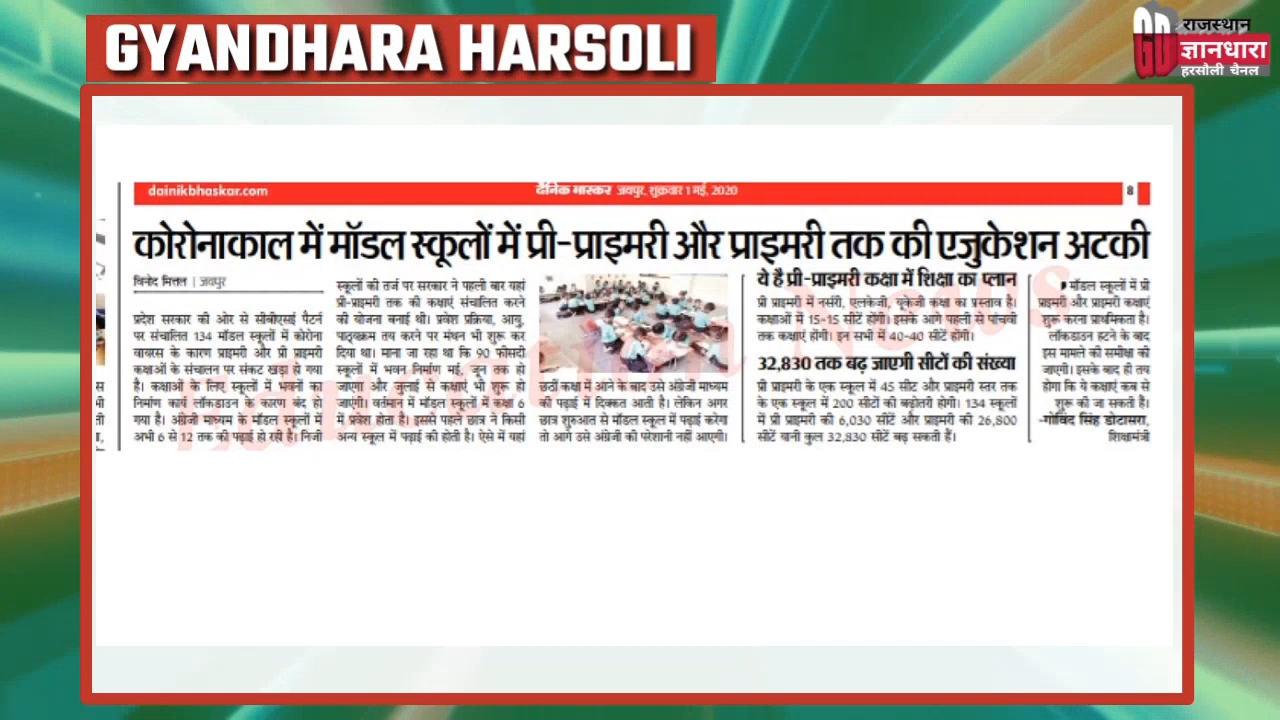 GYANDHARA HARSOLI
राजस्थान
GD
ज्ञानधारा
हरसौली चैनल
dainikbhaskar.com
दैनिक भास्कर जयपुर, शुक्रवार 1 मई, 2020
8
कोरोनाकाल में मॉडल स्कूलों में प्री-प्राइमरी और प्राइमरी तक की एजुकेशन अटकी
विनोद मित्तल | जयपुर
प्रदेश सरकार की ओर से सीबीएसई पैटर्न
पर संचालित 134 मॉडल स्कूलों में कोरोना
वायरस के कारण प्राइमरी और प्री प्राइमरी
कक्षाओं के संचालन पर संकट खड़ा हो गया
है। कक्षाओं के लिए स्कूलों में भवनों का
निर्माण कार्य लॉकडाउन के कारण बंद हो
गया है। अंग्रेजी माध्यम के मॉडल स्कूलों में
अभी 6 से 12 तक की पढ़ाई हो रही है। निजी
स्कूलों की तर्ज पर सरकार ने पहली बार यहां
प्री-प्राइमरी तक की कक्षाएं संचालित करने
की योजना बनाई थी। प्रवेश प्रक्रिया, आयु,
पाठ्यक्रम तय करने पर मंथन भी शुरू कर
दिया था। माना जा रहा था कि 90 फीसदी
स्कूलों में भवन निर्माण मई, जून तक हो
जाएगा और जुलाई से कक्षाएं भी शुरू हो
जाएंगी। वर्तमान में मॉडल स्कूलों में कक्षा 6
में प्रवेश होता है। इससे पहले छात्र ने किसी
अन्य स्कूल में पढ़ाई की होती है। ऐसे में यहां
छठीं कक्षा में आने के बाद उसे अंग्रेजी माध्यम
की पढ़ाई में दिक्कत आती है। लेकिन अगर
छात्र शुरुआत से मॉडल स्कूल में पढ़ाई करेगा
तो आगे उसे अंग्रेजी की परेशानी नहीं आएगी।
ये है प्री-प्राइमरी कक्षा में शिक्षा का प्लान
प्री प्राइमरी में नर्सरी, एलकेजी, यूकेजी कक्षा का प्रस्ताव है।
कक्षाओं में 15-15 सीटें होंगी। इसके आगे पहली से पांचवीं
तक कक्षाएं होंगी। इन सभी में 40-40 सीटें होंगी।
32,830 तक बढ़ जाएगी सीटों की संख्या
प्री प्राइमरी के एक स्कूल में 45 सीट और प्राइमरी स्तर तक
के एक स्कूल में 200 सीटों की बढ़ोतरी होगी। 134 स्कूलों
में प्री प्राइमरी की 6,030 सीटें और प्राइमरी की 26,800
सीटें यानी कुल 32,830 सीटें बढ़ सकती हैं।
मॉडल स्कूलों में प्री
प्राइमरी और प्राइमरी कक्षाएं
शुरू करना प्राथमिकता है।
लॉकडाउन हटने के बाद
इस मामले की समीक्षा की
जाएगी। इसके बाद ही तय
होगा कि ये कक्षाएं कब से
शुरू की जा सकती हैं।
-गोविंद सिंह डोटासरा,
शिक्षामंत्री